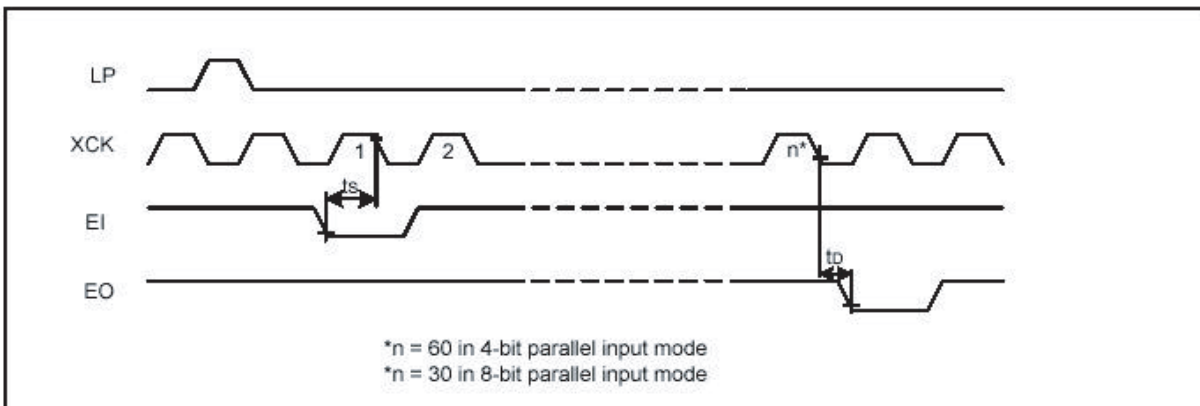 LP
XCK
1
2
n*
ts
EI
tD
EO
*n = 60 in 4-bit parallel input mode
*n = 30 in 8-bit parallel input mode